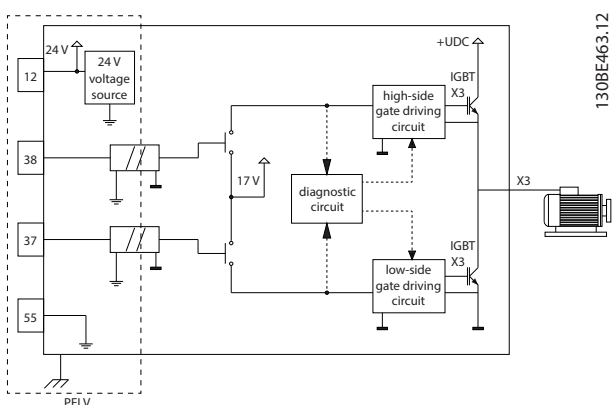 130BE463.12
+UDC
24 V
12
24 V
voltage
source
IGBT
X3
high-side
gate driving
circuit
38
17 V
diagnostic
circuit
X3
37
IGBT
X3
low-side
gate driving
circuit
55
PELV